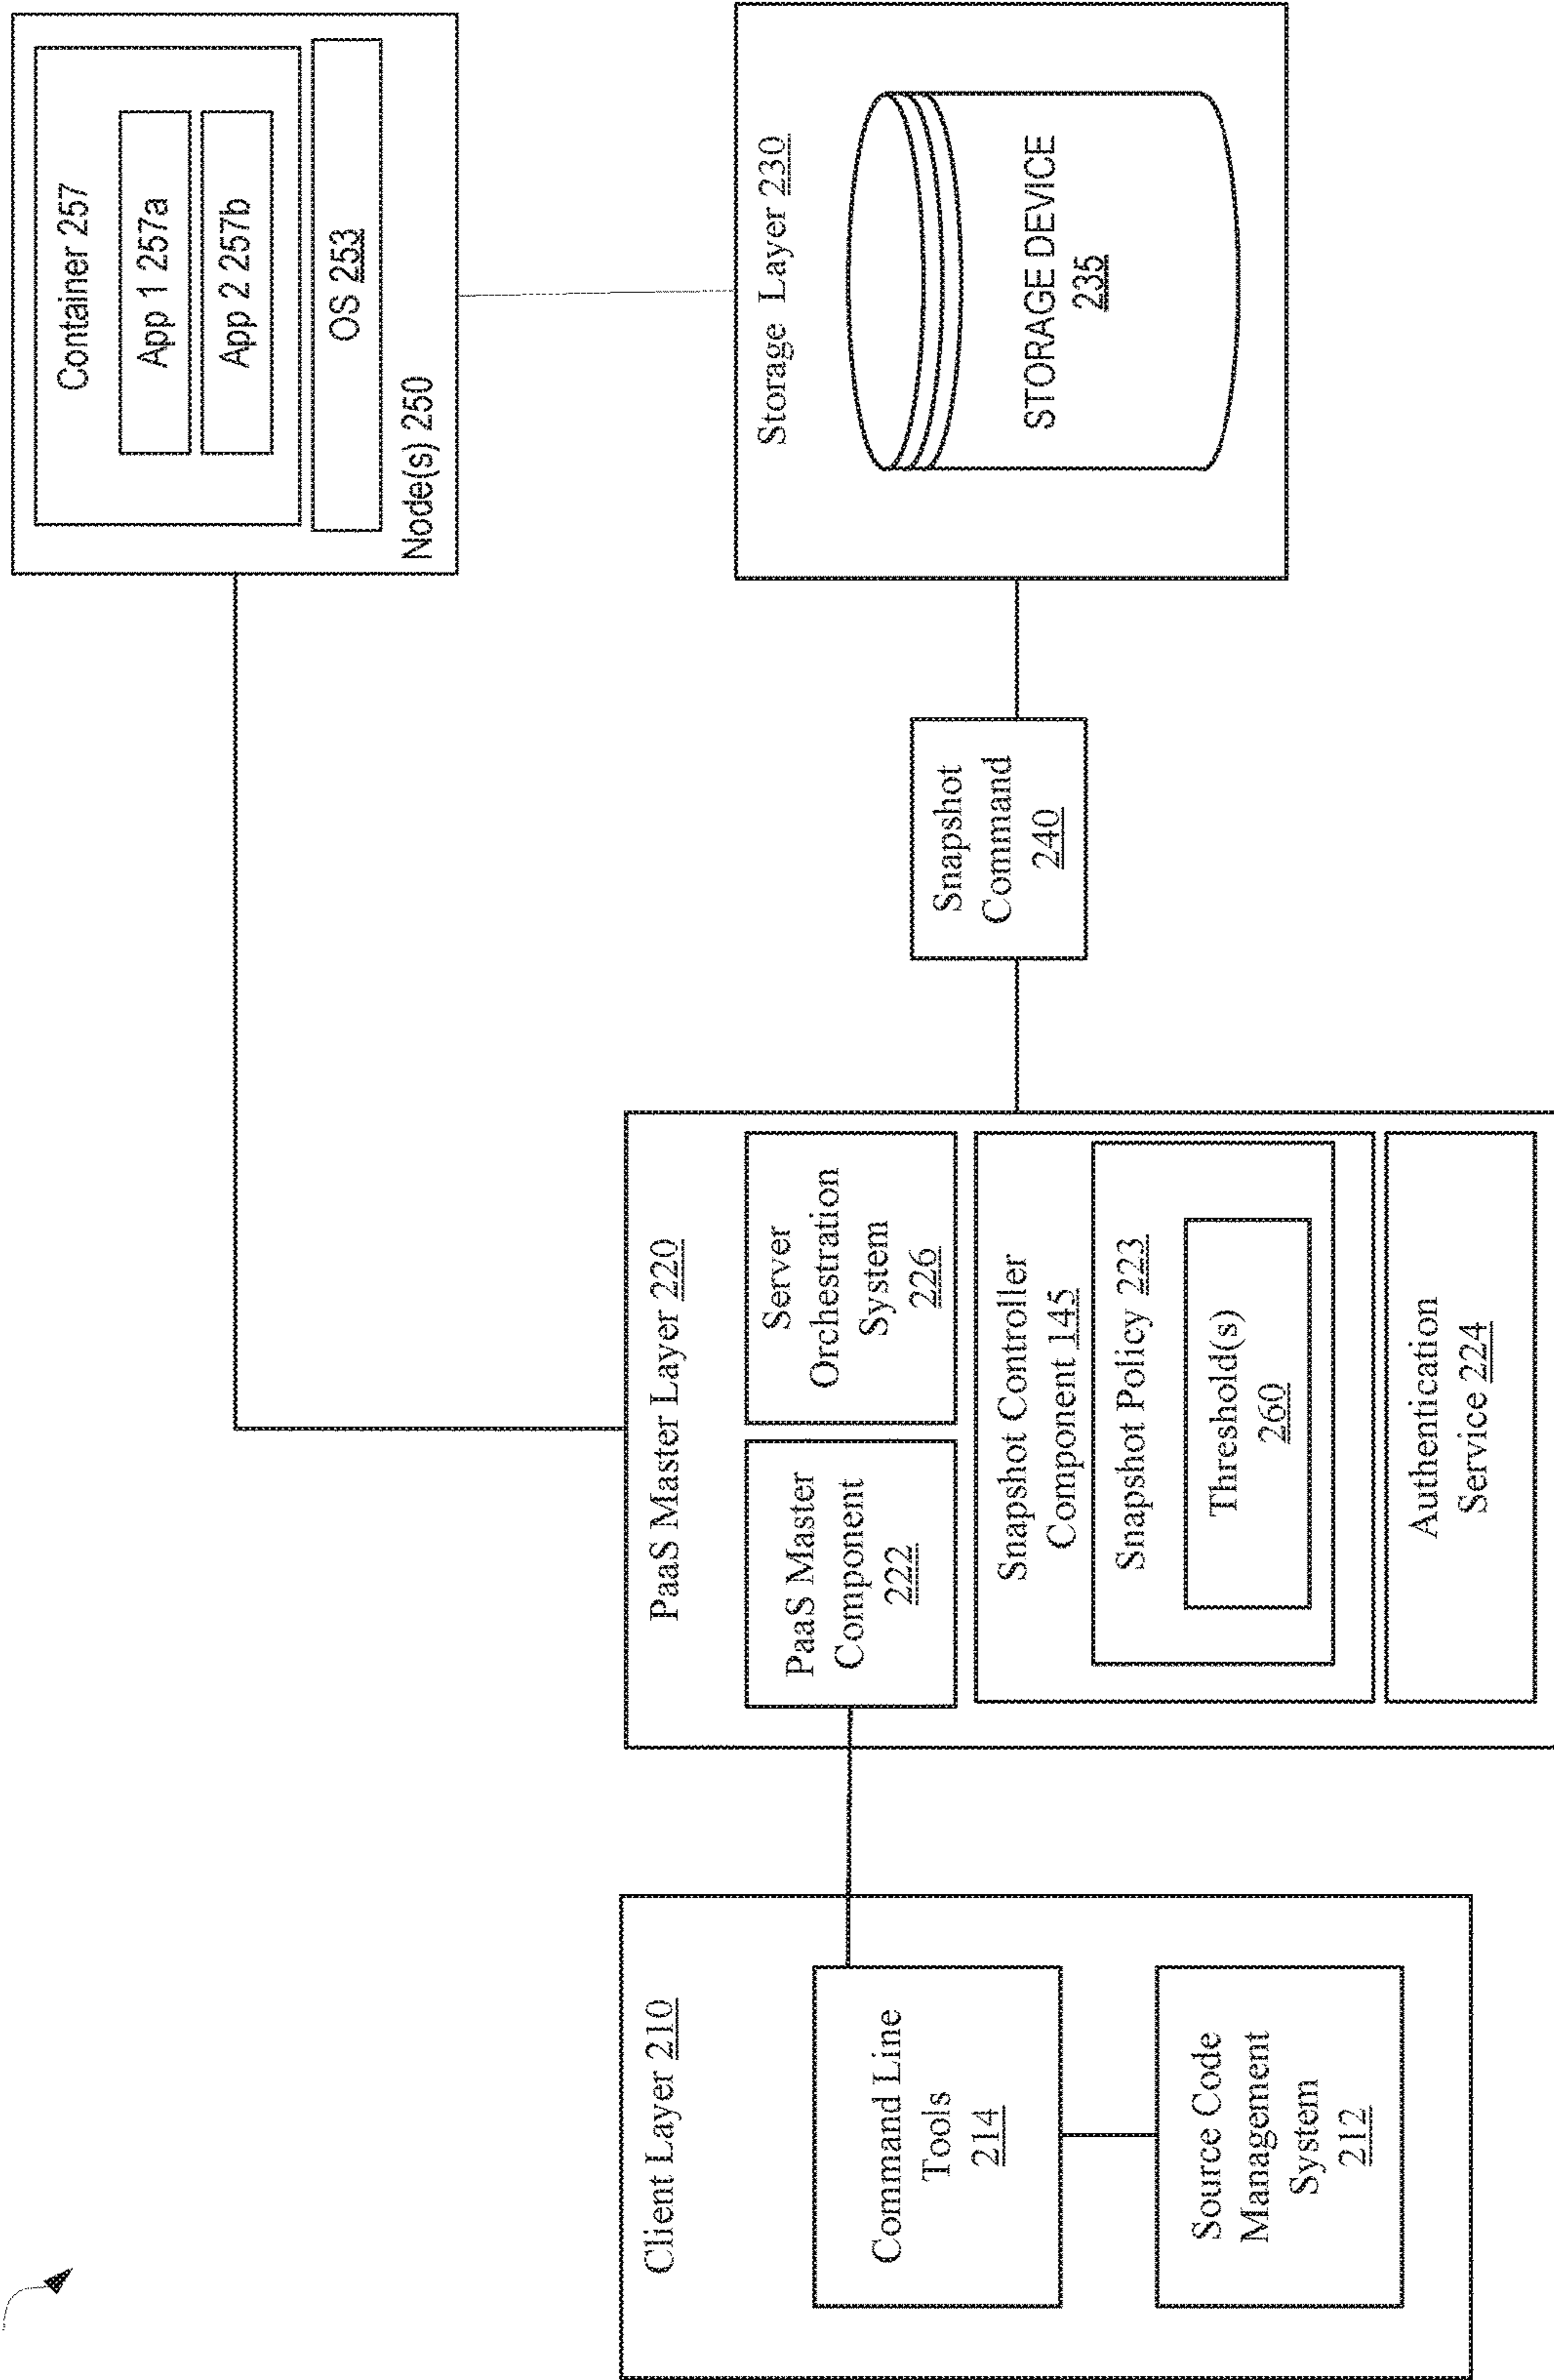 Client Layer 210
Command Line
Tools
214
Source Code
Management
System
212
PaaS Master Layer 220
PaaS Master
Component
222
Server
Orchestration
System
226
Snapshot Controller
Component 145
Snapshot Policy 223
Threshold(s)
260
Authentication
Service 224
Snapshot
Command
240
Container 257
App 1 257a
App 2 257b
OS 253
Node(s) 250
Storage Layer 230
STORAGE DEVICE
235